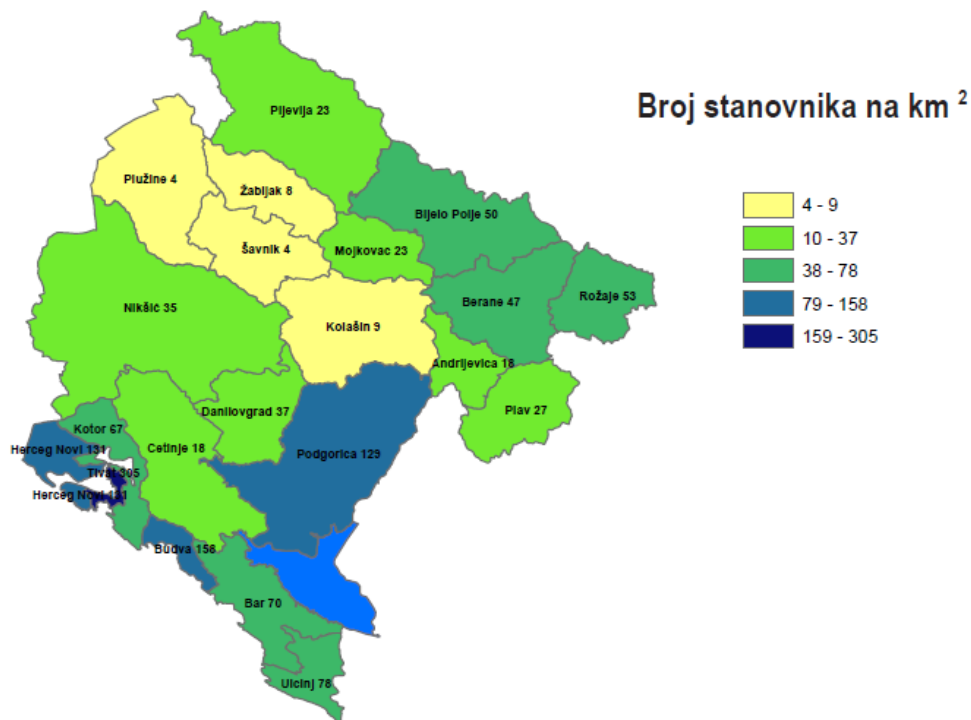 Broj stanovnika na km ²
4 - 9
10 - 37
38 - 78
79 - 158
159 - 305
Pljevlja 23
Plužine 4
Žabljak 8
Bijelo Polje 50
Šavnik 4
Mojkovac 23
Nikšić 35
Berane 47
Rožaje 53
Kolašin 9
Andrijevica 18
Plav 27
Danilovgrad 37
Kotor 67
Cetinje 18
Herceg Novi 131
Podgorica 129
Tivat 305
Herceg Novi 131
Budva 158
Bar 70
Ulcinj 78